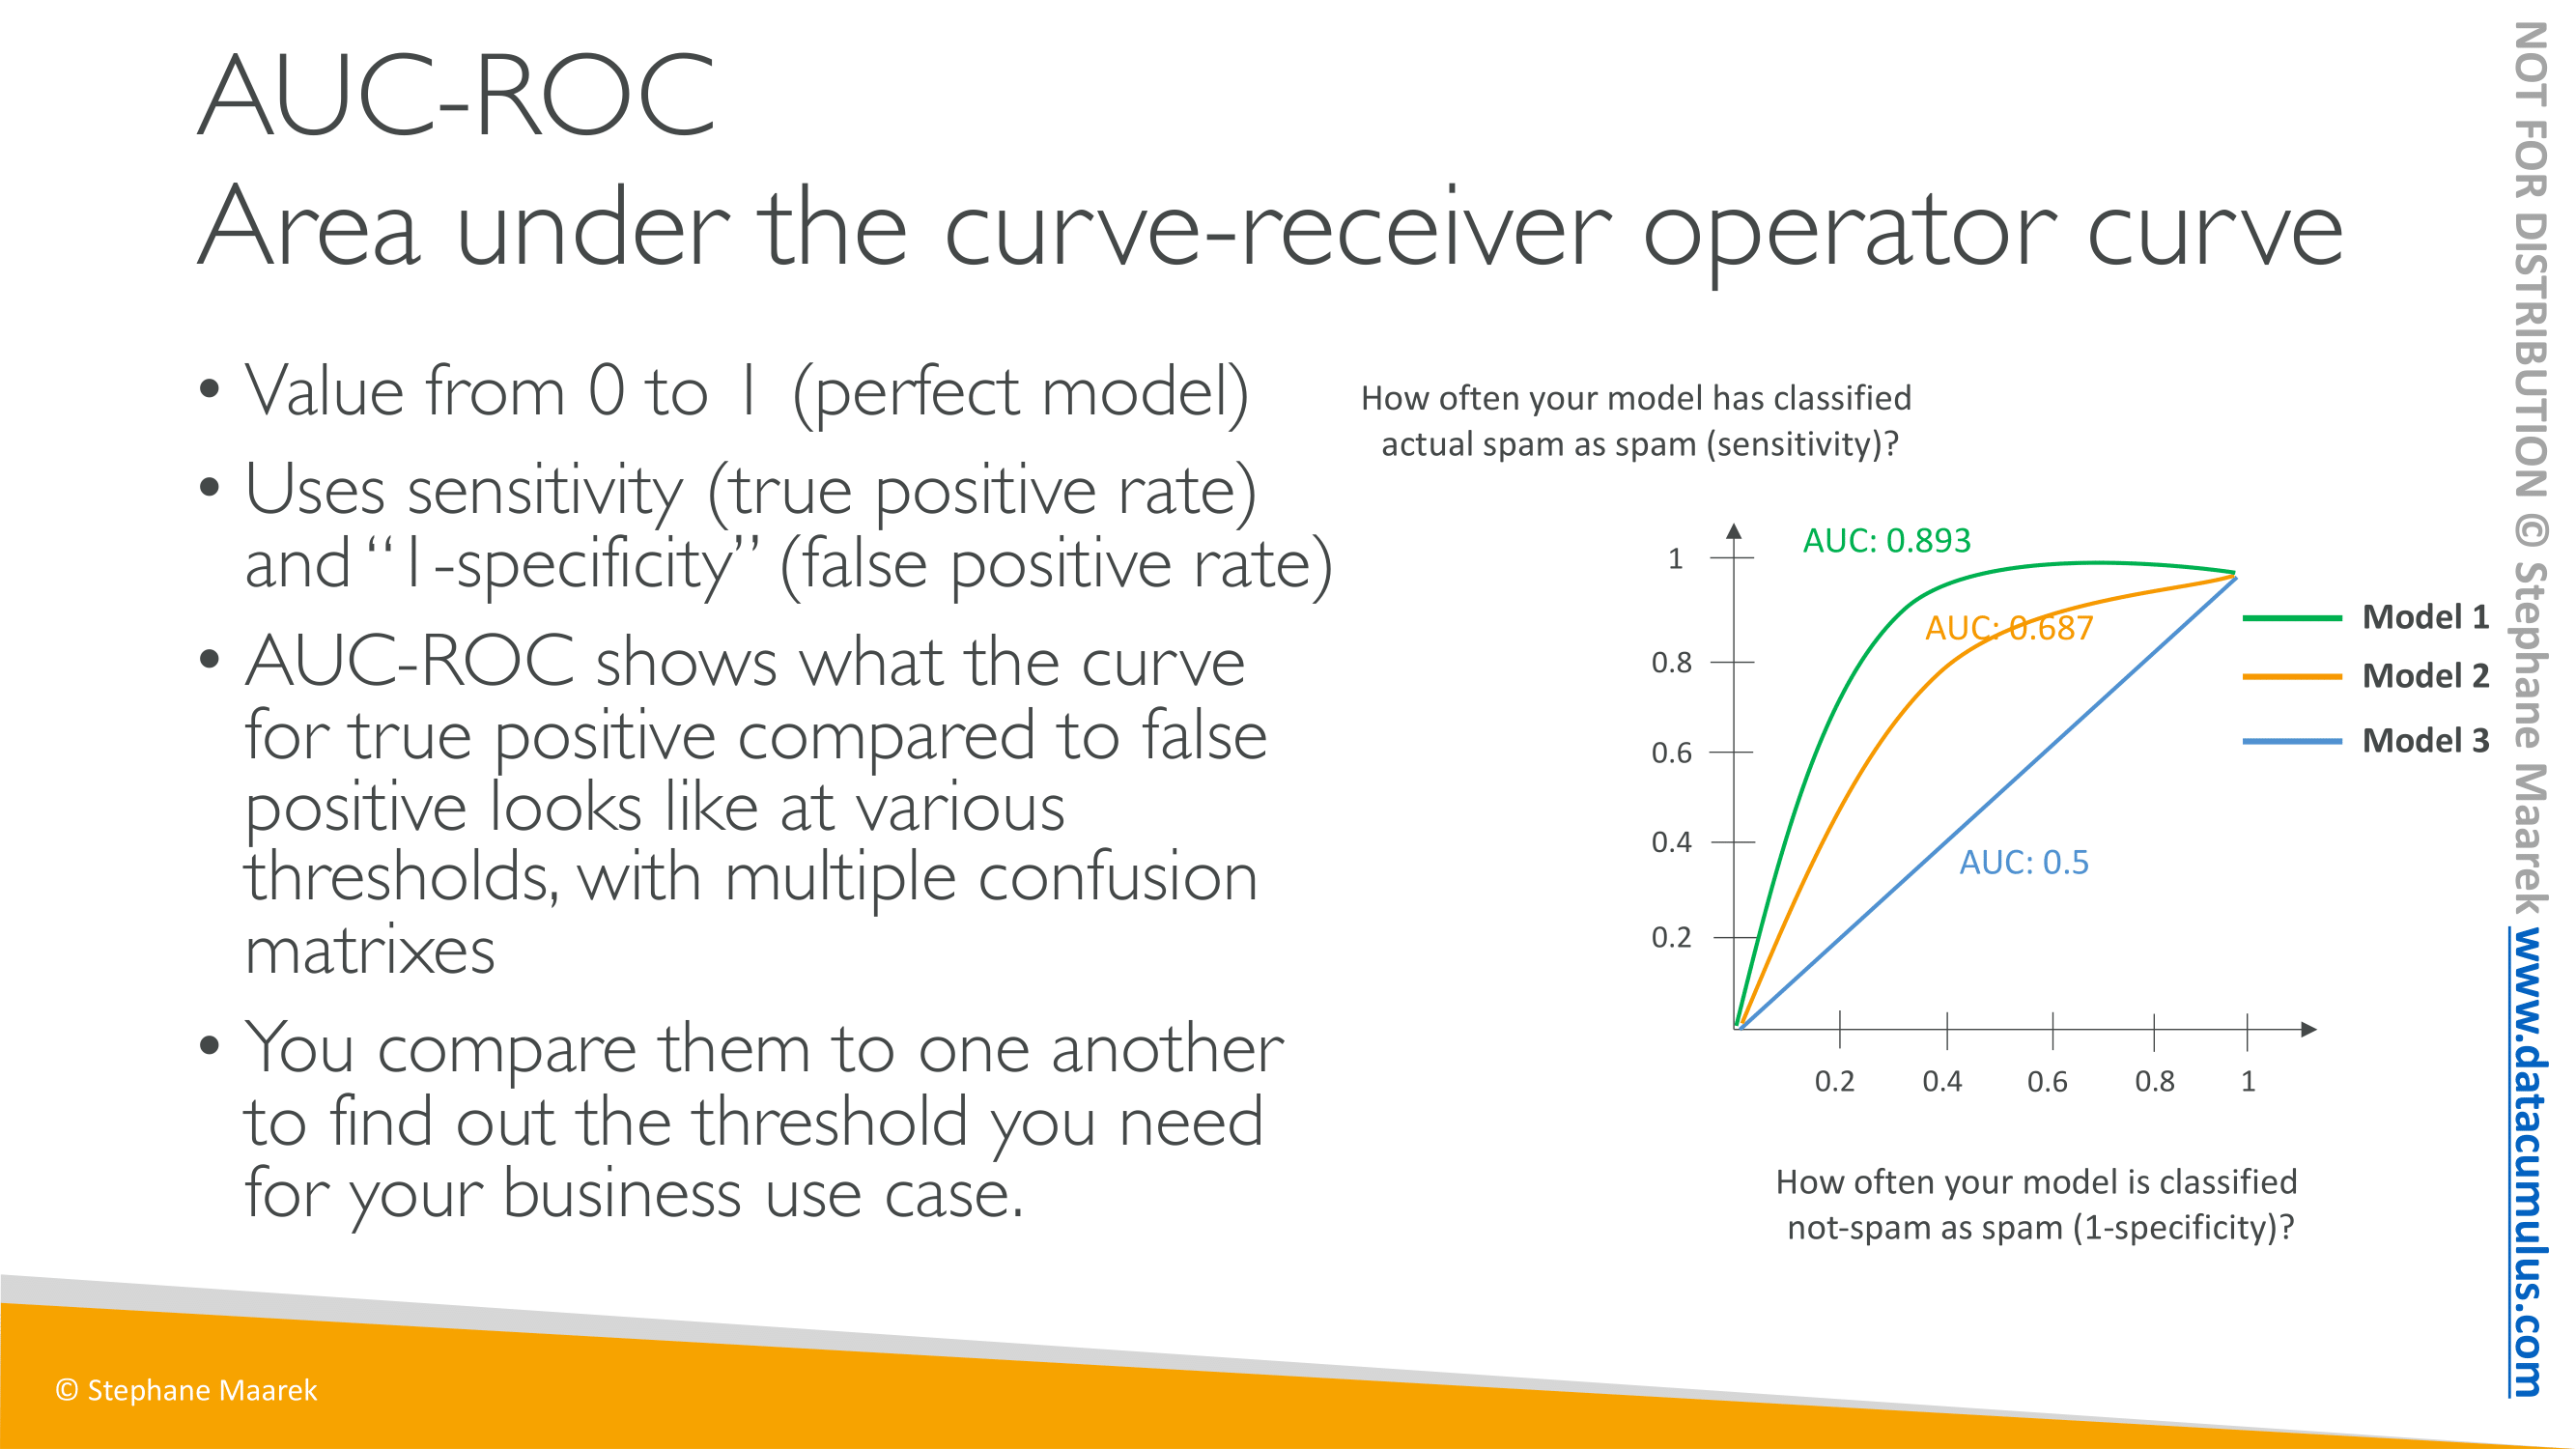 AUC-ROC
Area under the curve-receiver operator curve
• Value from 0 to 1 (perfect model)
• Uses sensitivity (true positive rate)
and “1-specificity” (false positive rate)
• AUC-ROC shows what the curve
for true positive compared to false
positive looks like at various
thresholds, with multiple confusion
matrixes
• You compare them to one another
to find out the threshold you need
for your business use case.
How often your model has classified
actual spam as spam (sensitivity)?
AUC: 0.893
AUC: 0.687
AUC: 0.5
1
0.8
0.6
0.4
0.2
0.2 0.4 0.6 0.8 1
Model 1
Model 2
Model 3
How often your model is classified
not-spam as spam (1-specificity)?
© Stephane Maarek
NOT FOR DISTRIBUTION © Stephane Maarek www.datacumulus.com